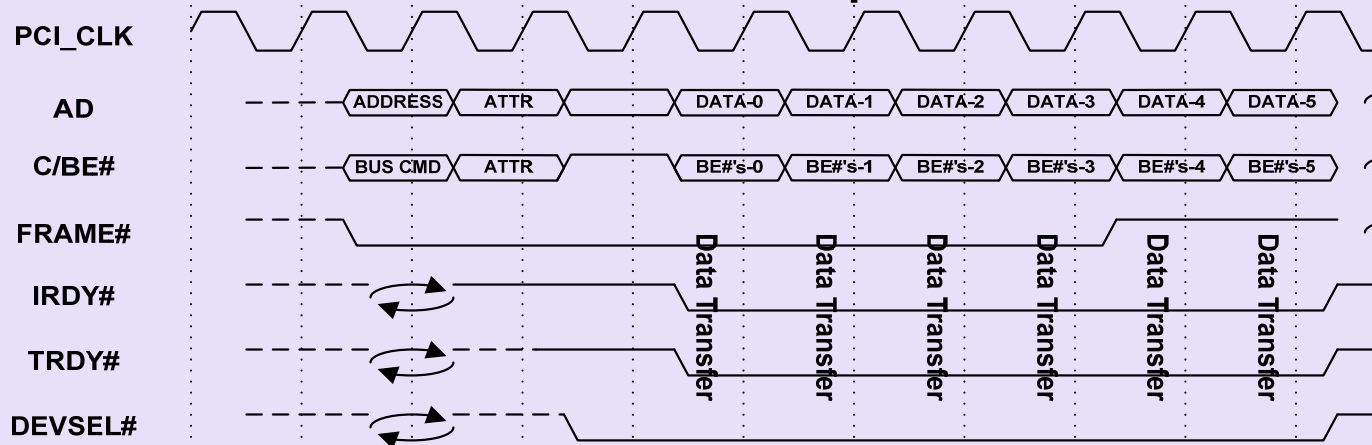 PCI_CLK
AD ADDRESS ATTR DATA-0 DATA-1 DATA-2 DATA-3 DATA-4 DATA-5
C/BE# BUS CMD ATTR BE#'s-0 BE#'s-1 BE#'s-2 BE#'s-3 BE#'s-4 BE#'s-5
FRAME#
IRDY#
TRDY#
DEVSEL#
Data Transfer
Data Transfer
Data Transfer
Data Transfer
Data Transfer
Data Transfer